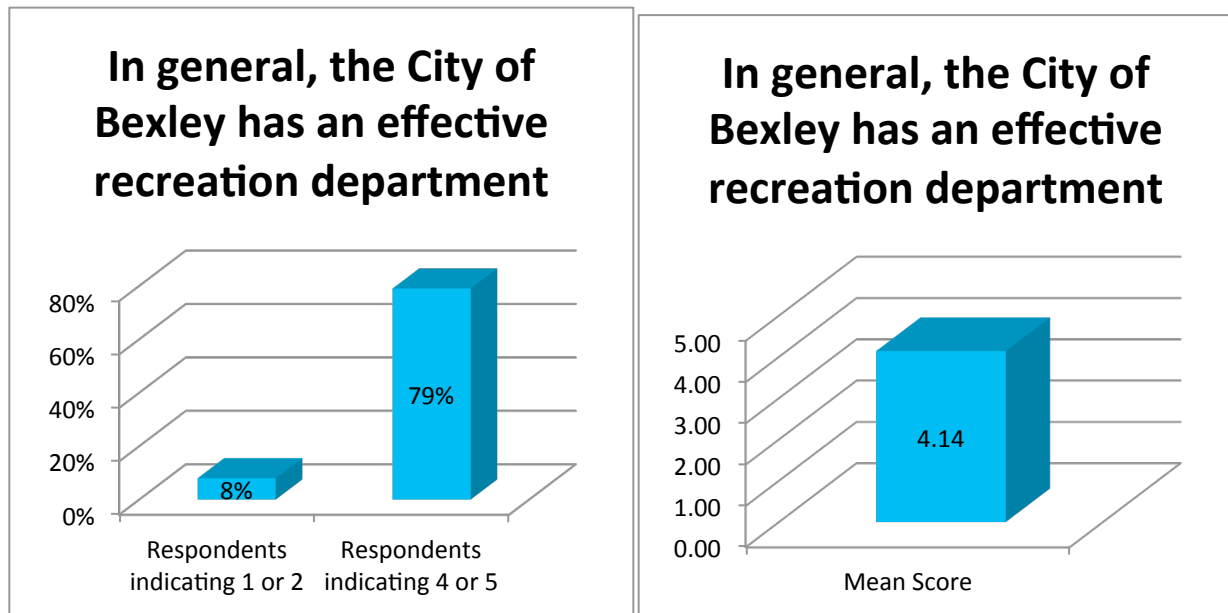 In general, the City of
Bexley has an effective
recreation department
80%
60%
40%
20%
0%
8%
79%
Respondents
indicating 1 or 2
Respondents
indicating 4 or 5
In general, the City of
Bexley has an effective
recreation department
5.00
4.00
3.00
2.00
1.00
0.00
4.14
Mean Score